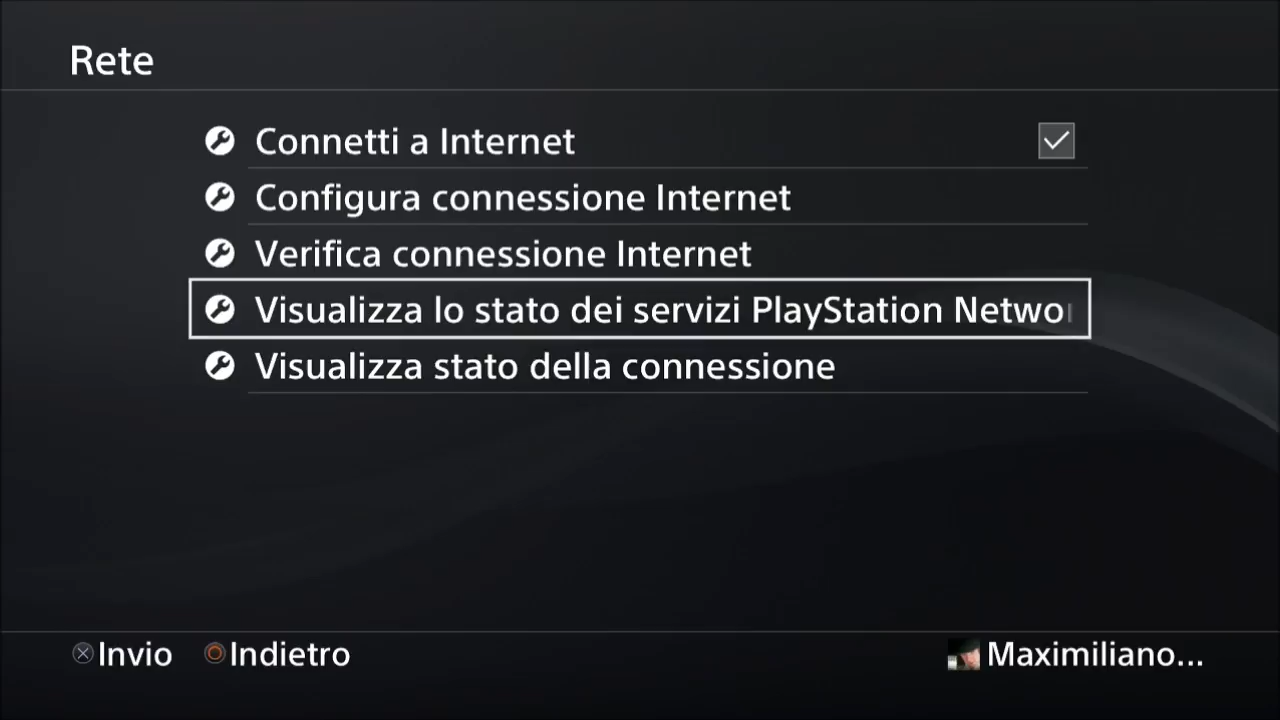 Rete
Connetti a Internet
Configura connessione Internet
Verifica connessione Internet
Visualizza lo stato dei servizi PlayStation Networ
Visualizza stato della connessione
Invio Indietro Maximiliano...